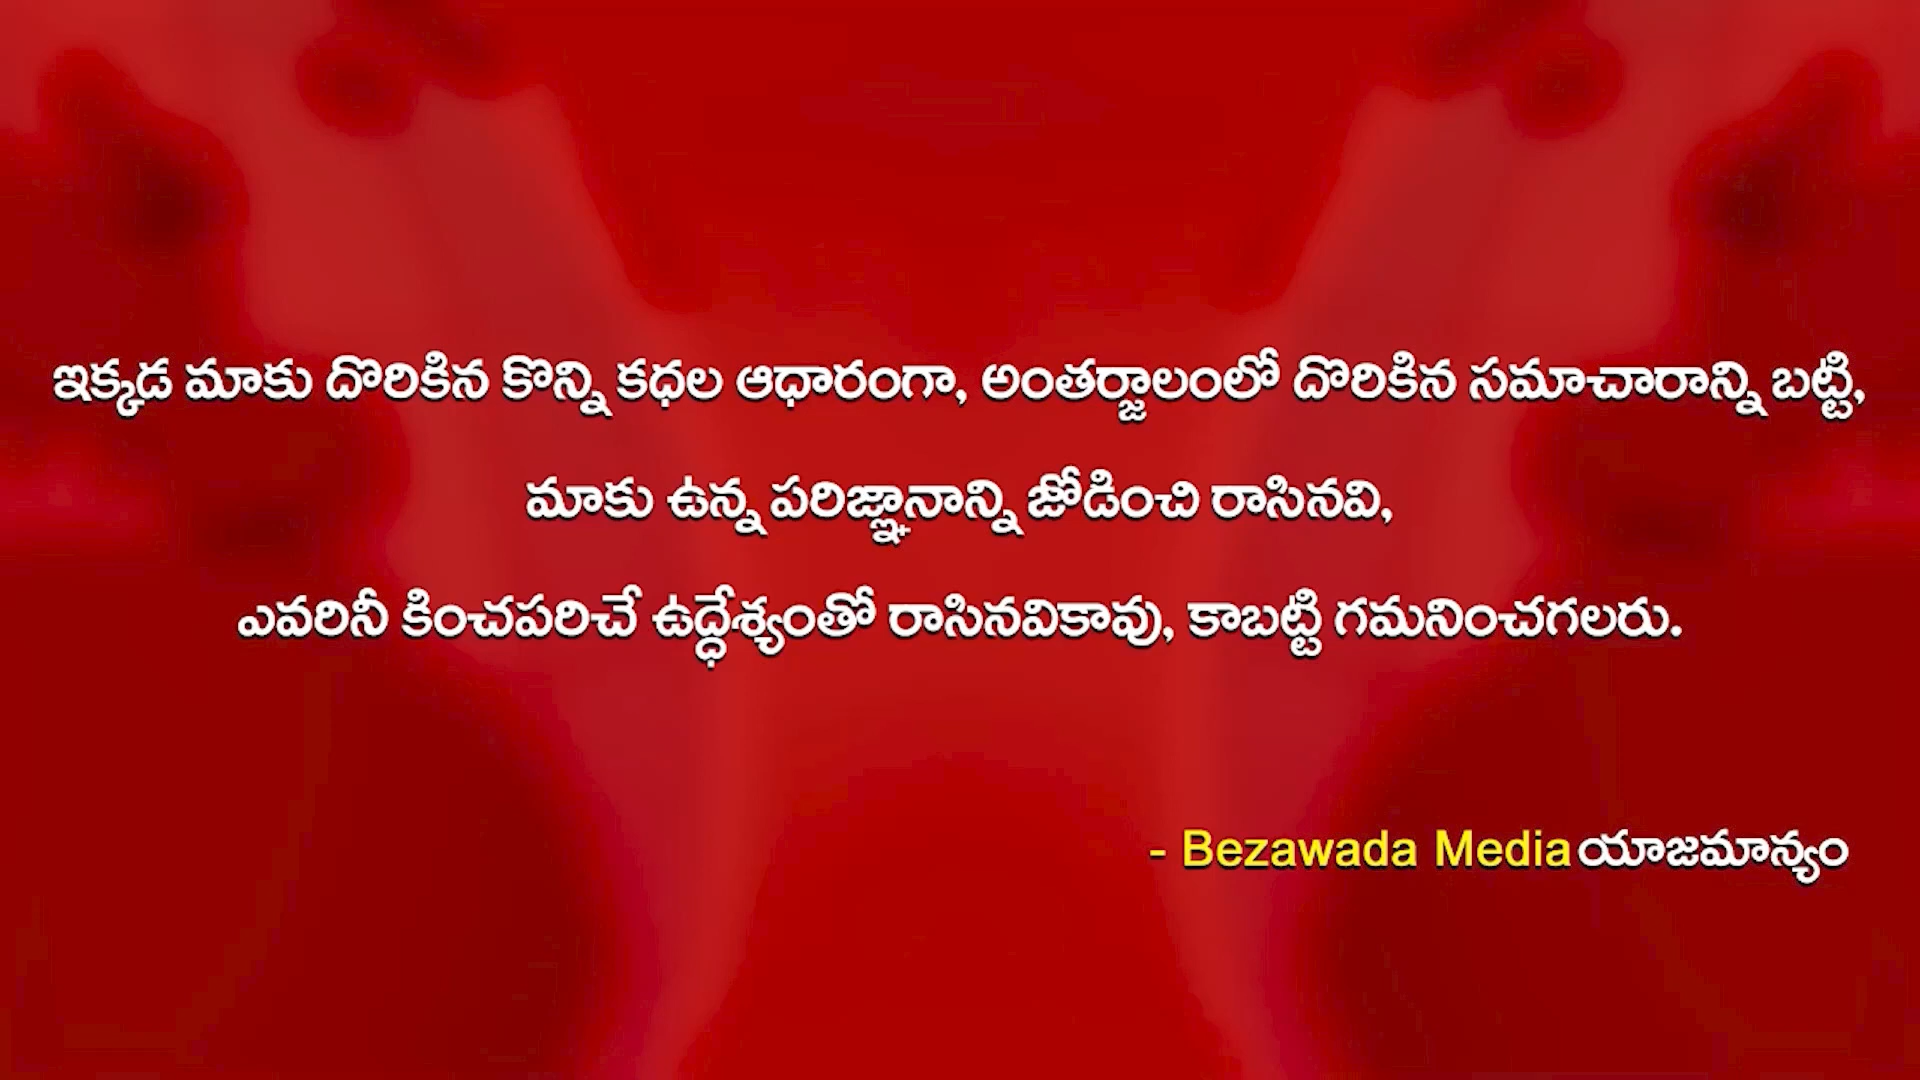 ఇక్కడ మాకు దొరికిన కొన్ని కధల ఆధారంగా, అంతర్జాలంలో దొరికిన సమాచారాన్ని బట్టి,
మాకు ఉన్న పరిజ్ఞానాన్ని జోడించి రాసినవి,
ఎవరినీ కించపరిచే ఉద్ధేశ్యంతో రాసినవికావు, కాబట్టి గమనించగలరు.
- Bezawada Media యాజమాన్యం